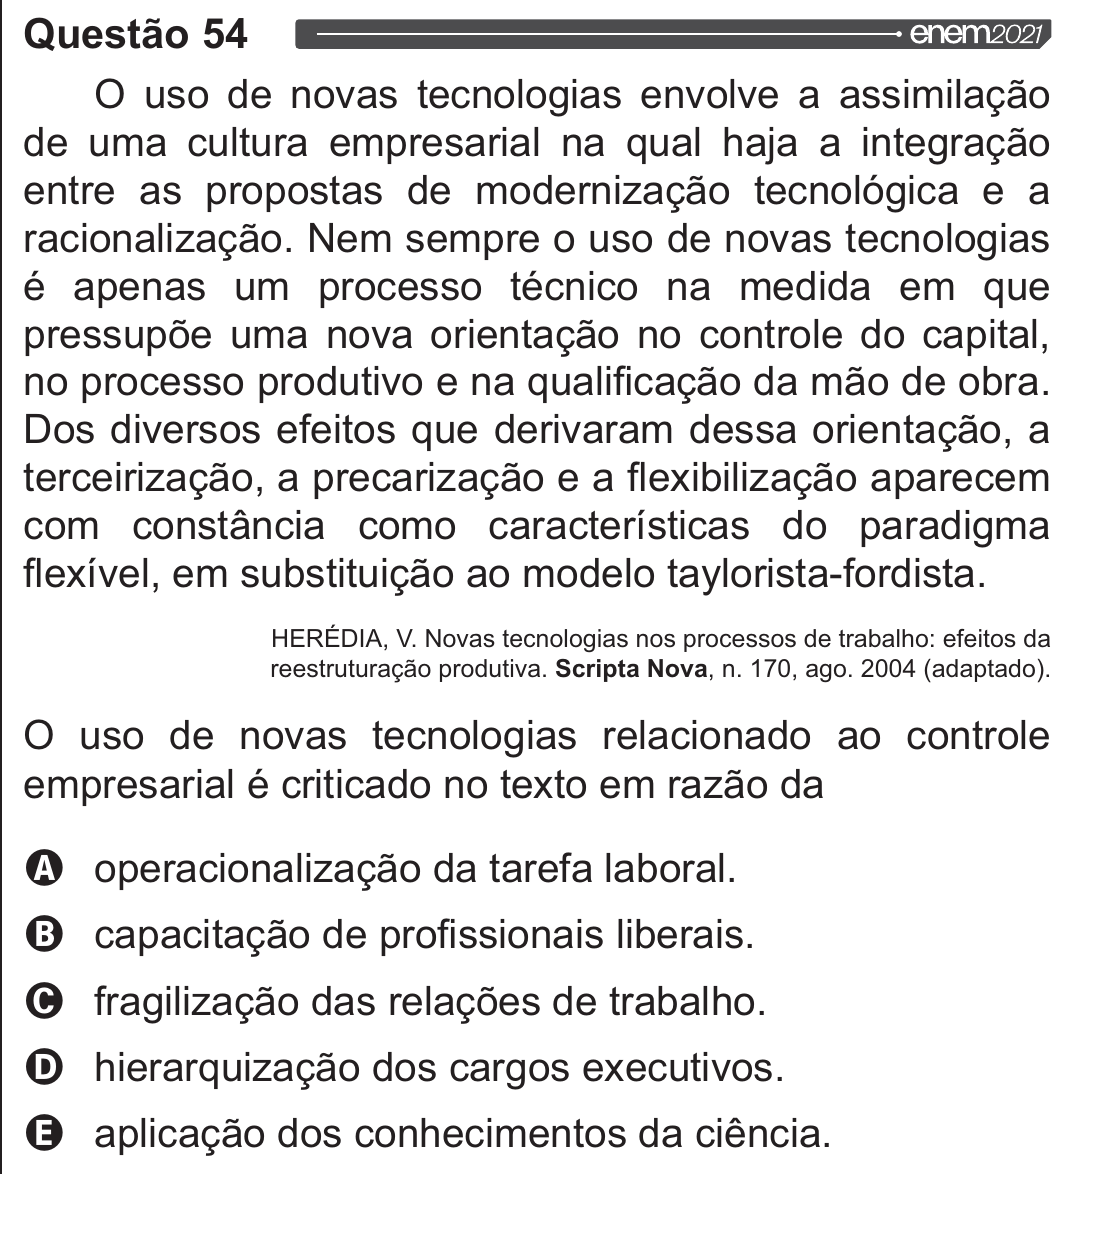 Questão 54
enem2021
O uso de novas tecnologias envolve a assimilação
de uma cultura empresarial na qual haja a integração
entre as propostas de modernização tecnológica e a
racionalização. Nem sempre o uso de novas tecnologias
é apenas um processo técnico na medida em que
pressupõe uma nova orientação no controle do capital,
no processo produtivo e na qualificação da mão de obra.
Dos diversos efeitos que derivaram dessa orientação, a
terceirização, a precarização e a flexibilização aparecem
com constância como características do paradigma
flexível, em substituição ao modelo taylorista-fordista.
HERÉDIA, V. Novas tecnologias nos processos de trabalho: efeitos da
reestruturação produtiva. Scripta Nova, n. 170, ago. 2004 (adaptado).
O uso de novas tecnologias relacionado ao controle
empresarial é criticado no texto em razão da
A operacionalização da tarefa laboral.
B capacitação de profissionais liberais.
C fragilização das relações de trabalho.
D hierarquização dos cargos executivos.
E aplicação dos conhecimentos da ciência.